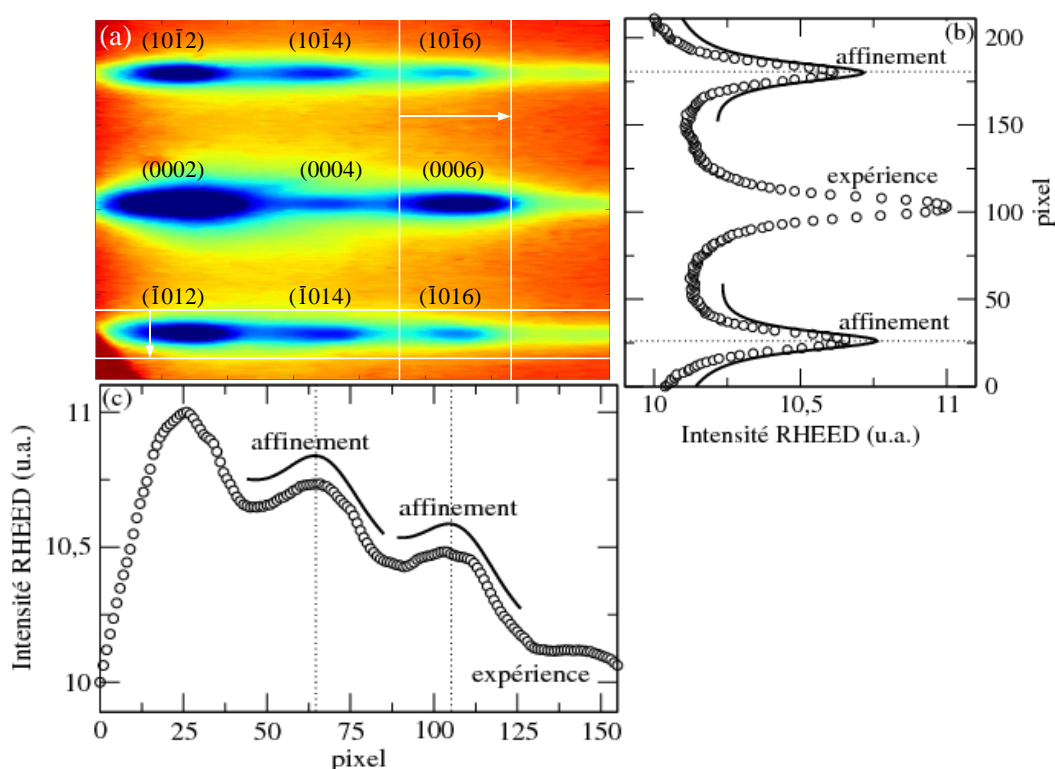 (a)
(101̄2) (101̄4) (101̄6)
(0002) (0004) (0006)
(1̄012) (1̄014) (1̄016)
(b)
affinement
expérience
affinement
200
150
100
50
0
pixel
10 10,5 11
Intensité RHEED (u.a.)
(c)
11
10,5
10
Intensité RHEED (u.a.)
affinement
affinement
expérience
0 25 50 75 100 125 150
pixel